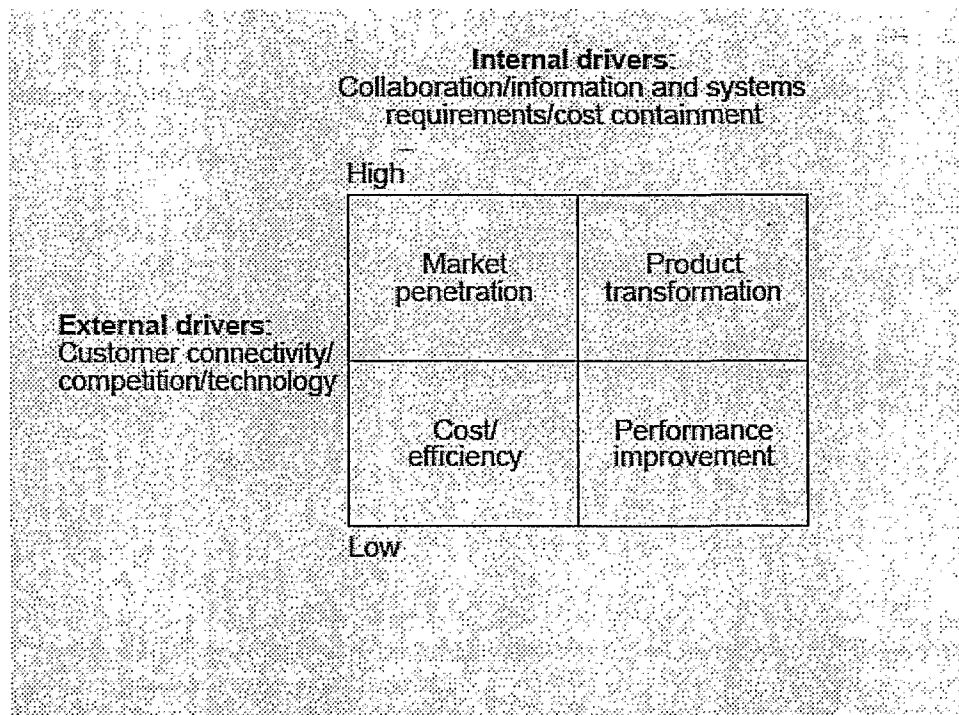 Internal drivers:
Collaboration/information and systems
requirements/cost containment
High
Market
penetration
Product
transformation
External drivers:
Customer connectivity/
competition/technology
Cost/
efficiency
Performance
improvement
Low